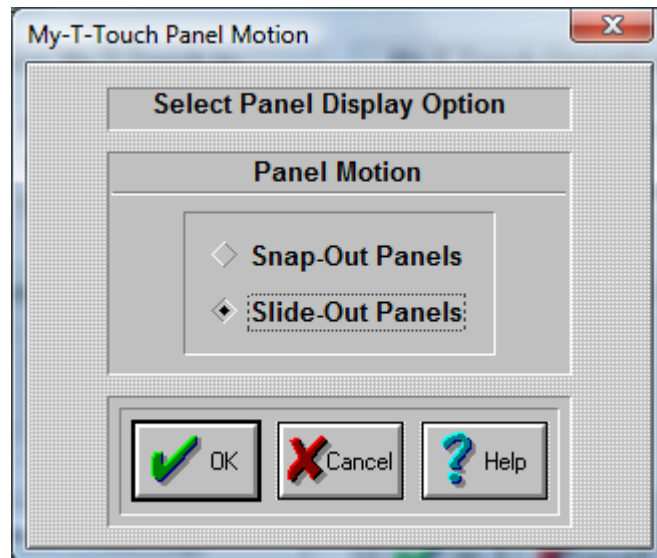 My-T-Touch Panel Motion
Select Panel Display Option
Panel Motion
Snap-Out Panels
Slide-Out Panels
OK
Cancel
Help